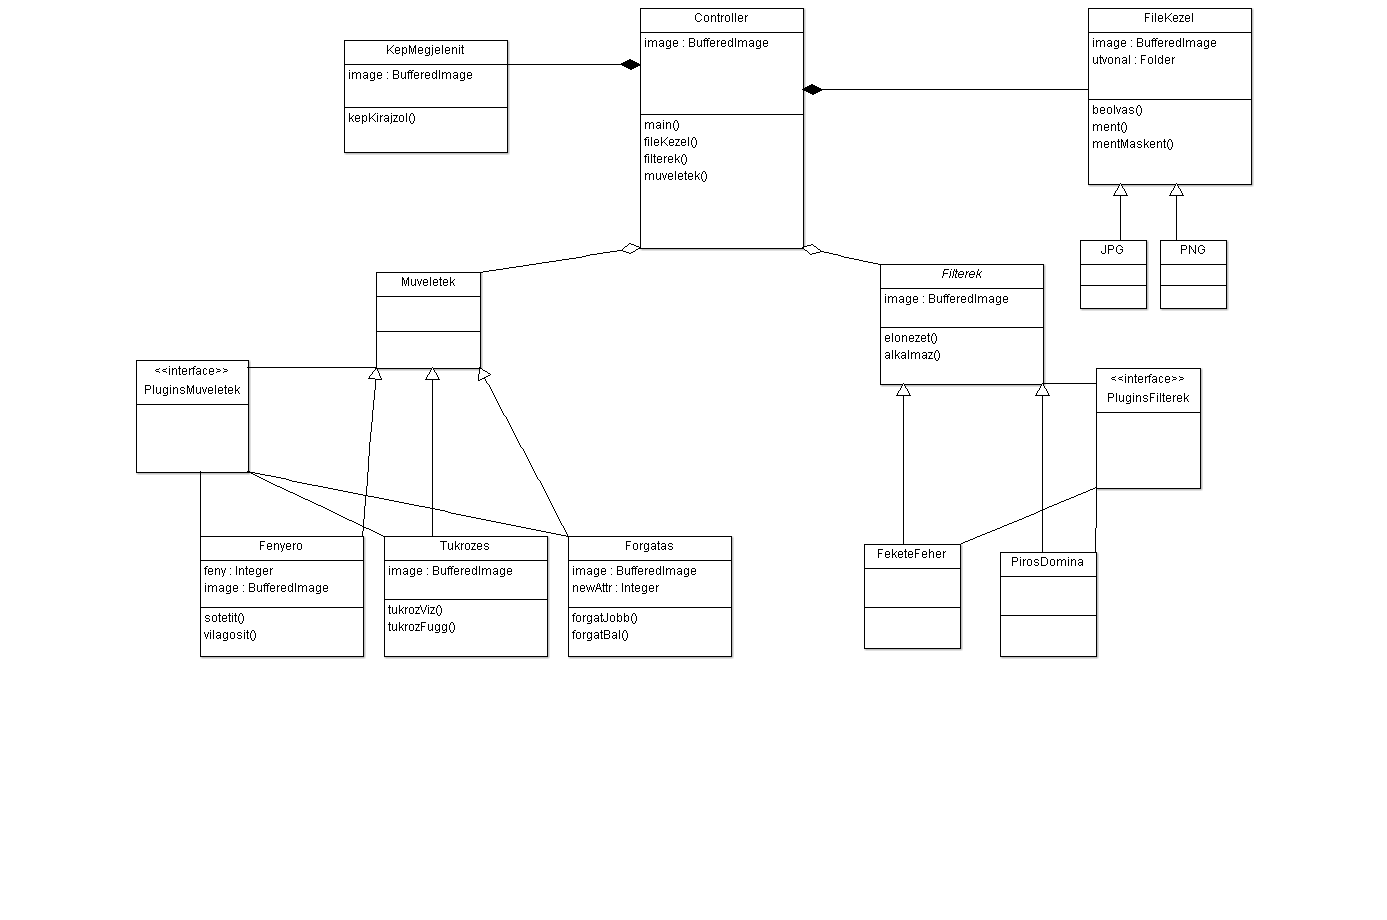 Controller
image : BufferedImage
main()
fileKezel()
filterek()
muveletek()
KepMegjelenit
image : BufferedImage
kepKirajzol()
FileKezel
image : BufferedImage
utvonal : Folder
beolvas()
ment()
mentMaskent()
JPG
PNG
Muveletek
Filterek
image : BufferedImage
elonezet()
alkalmaz()
<<interface>>
PluginsMuveletek
<<interface>>
PluginsFilterek
Fenyero
feny : Integer
image : BufferedImage
sotetit()
vilagosit()
Tukrozes
image : BufferedImage
tukrozViz()
tukrozFugg()
Forgatas
image : BufferedImage
newAttr : Integer
forgatJobb()
forgatBal()
FeketeFeher
PirosDomina